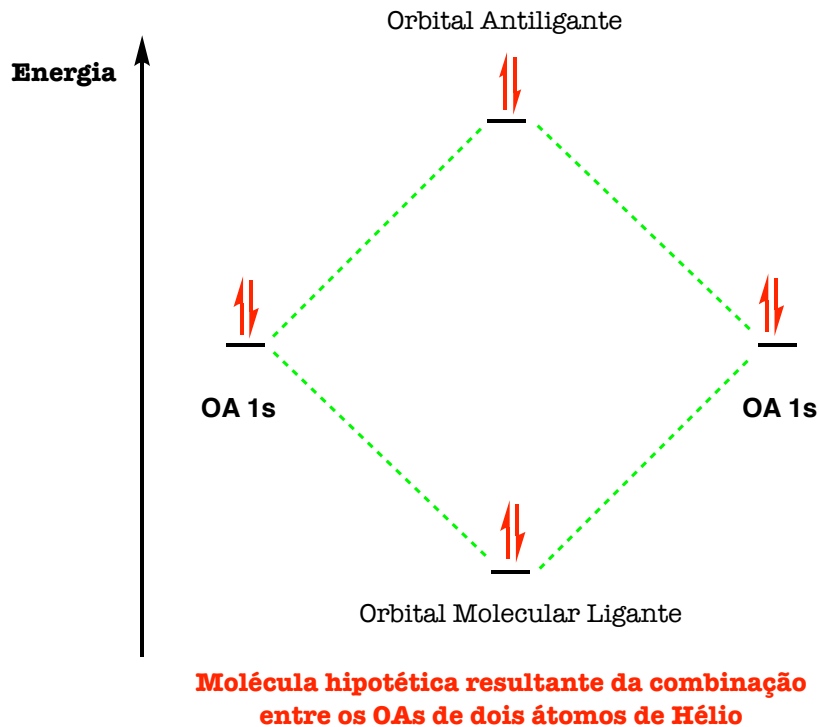 Orbital Antiligante
Energia
OA 1s
OA 1s
Orbital Molecular Ligante
Molécula hipotética resultante da combinação
entre os OAs de dois átomos de Hélio